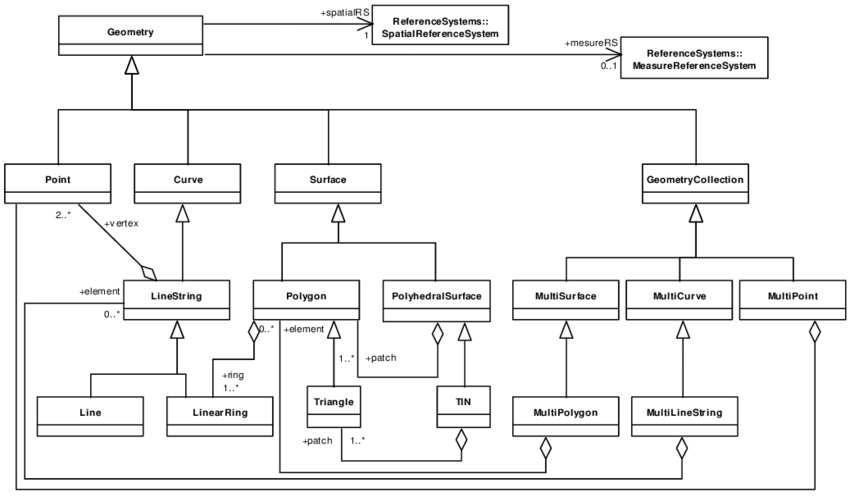 Geometry
+spatialRS
1
ReferenceSystems::
SpatialReferenceSystem
+mesureRS
0..1
ReferenceSystems::
MeasureReferenceSystem
Point
Curve
Surface
GeometryCollection
2..*
+vertex
+element
0..*
LineString
Polygon
PolyhedralSurface
MultiSurface
MultiCurve
MultiPoint
0..*
+element
1..*
+patch
+ring
1..*
Line
LinearRing
Triangle
TIN
MultiPolygon
MultiLineString
+patch
1..*